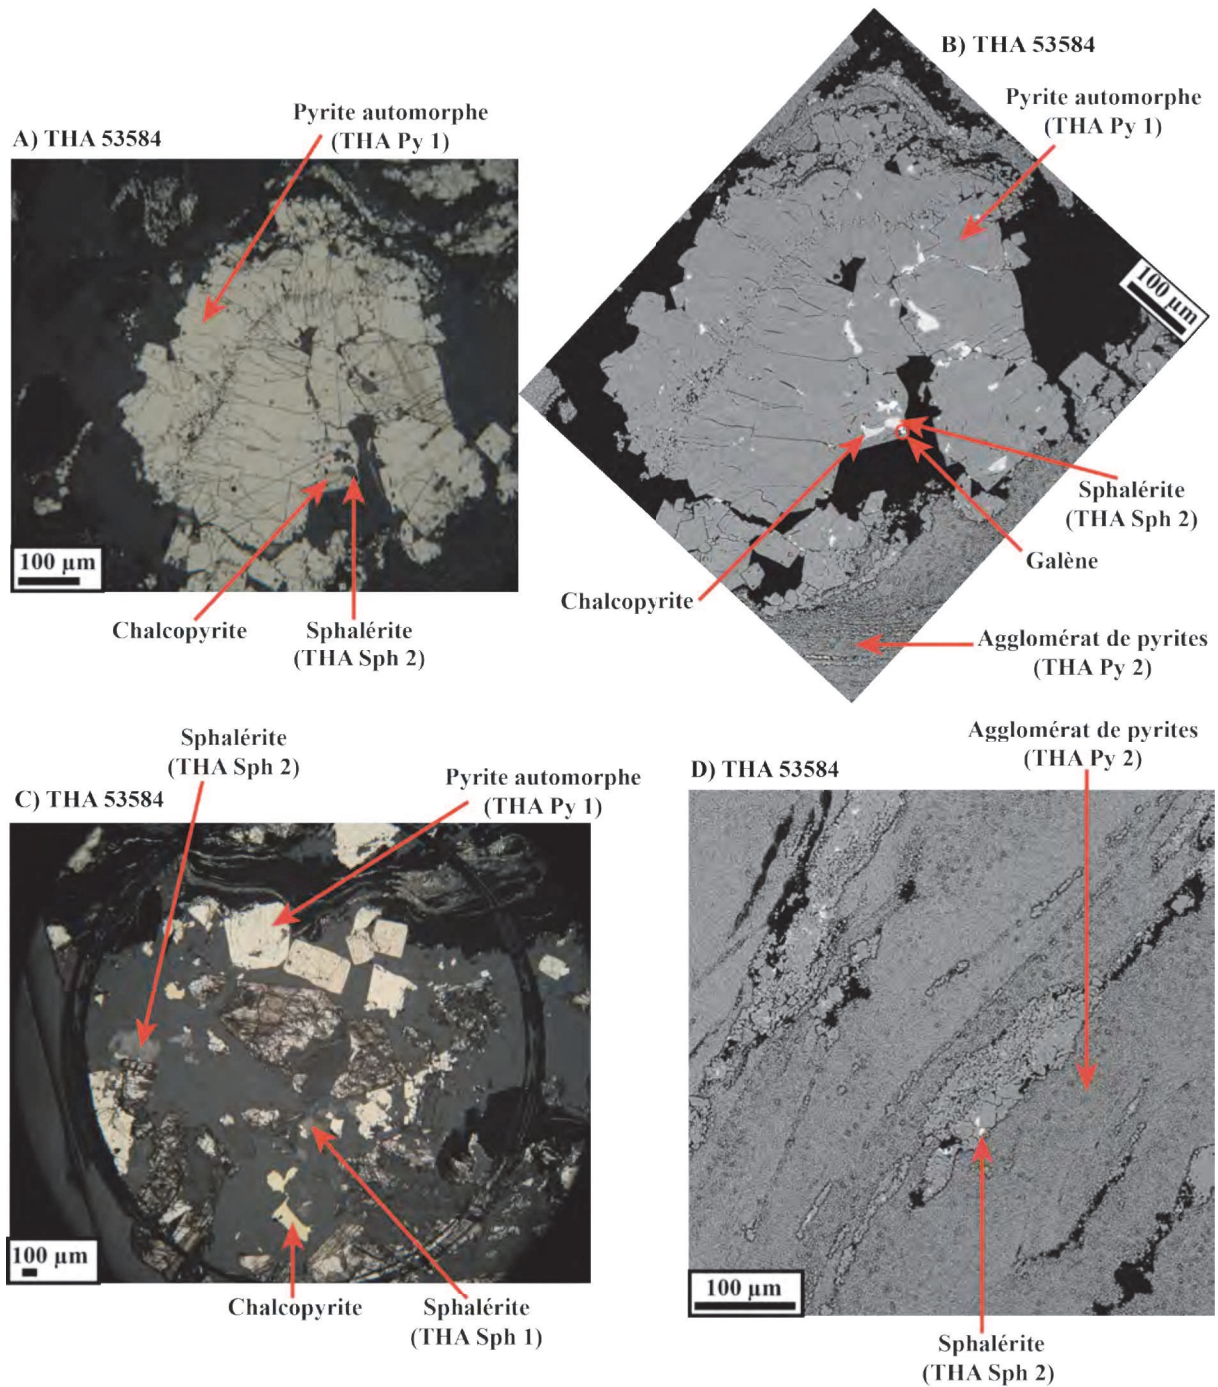 B) THA 53584
Pyrite automorphe
(THA Py 1)
A) THA 53584
Pyrite automorphe
(THA Py 1)
100 µm
100 µm
Sphalérite
(THA Sph 2)
Galène
Chalcopyrite
Chalcopyrite
Sphalérite
(THA Sph 2)
Agglomérat de pyrites
(THA Py 2)
Sphalérite
(THA Sph 2)
Pyrite automorphe
(THA Py 1)
C) THA 53584
Agglomérat de pyrites
(THA Py 2)
D) THA 53584
100 µm
Chalcopyrite
Sphalérite
(THA Sph 1)
100 µm
Sphalérite
(THA Sph 2)